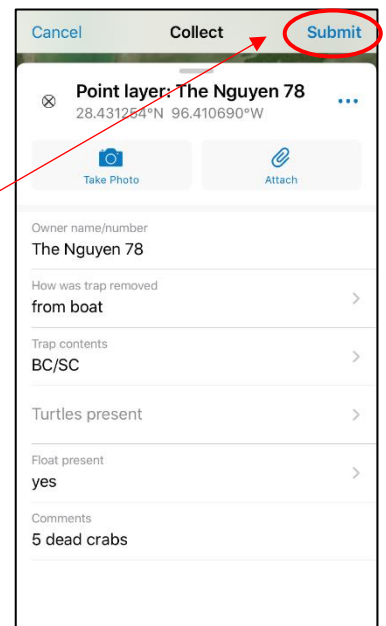 Cancel Collect Submit
Point layer: The Nguyen 78
28.431254°N 96.410690°W
Take Photo Attach
Owner name/number
The Nguyen 78
How was trap removed
from boat
Trap contents
BC/SC
Turtles present
Float present
yes
Comments
5 dead crabs